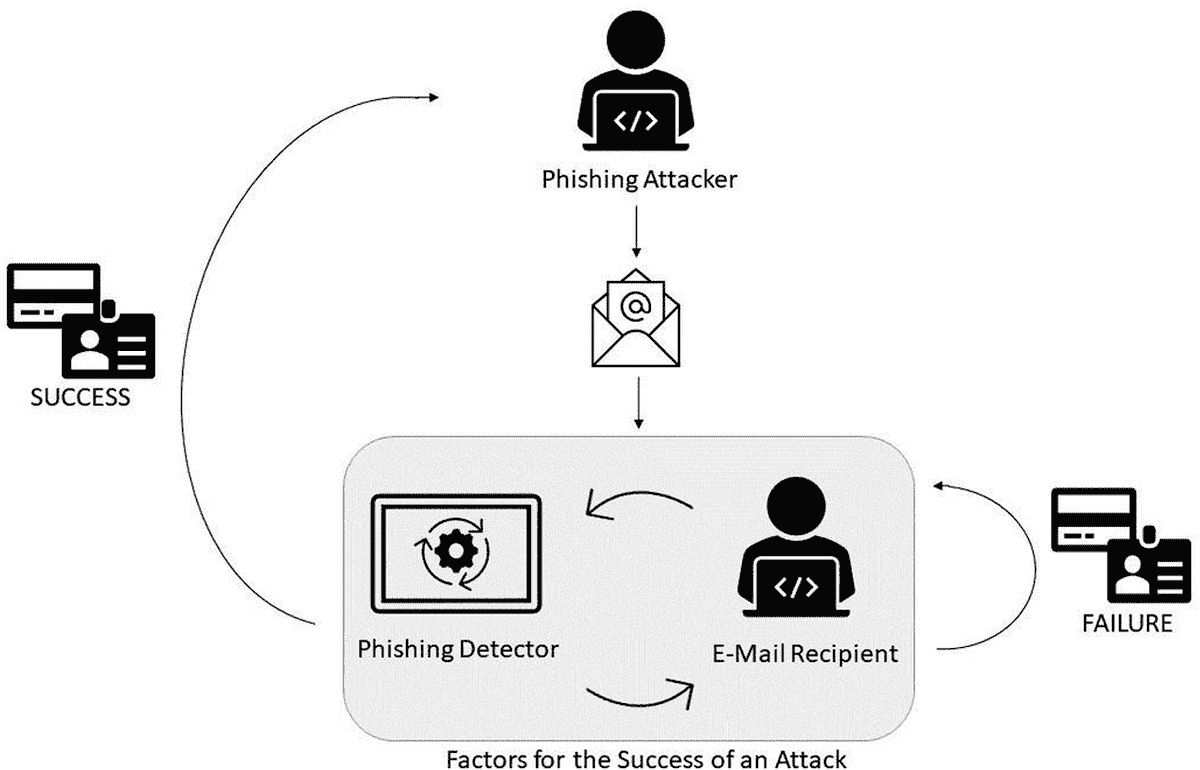 </>
Phishing Attacker
@
SUCCESS
</>
Phishing Detector
E-Mail Recipient
FAILURE
Factors for the Success of an Attack